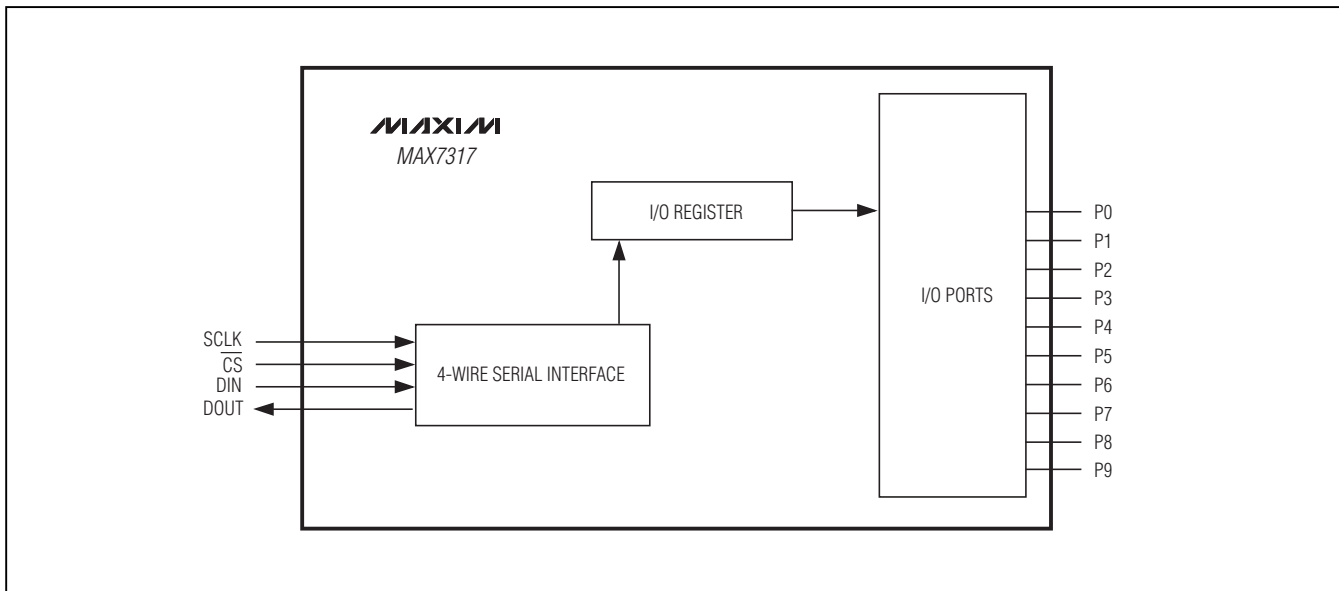 MAXIM
MAX7317
I/O REGISTER
I/O PORTS
4-WIRE SERIAL INTERFACE
SCLK
C̅S̅
DIN
DOUT
P0
P1
P2
P3
P4
P5
P6
P7
P8
P9